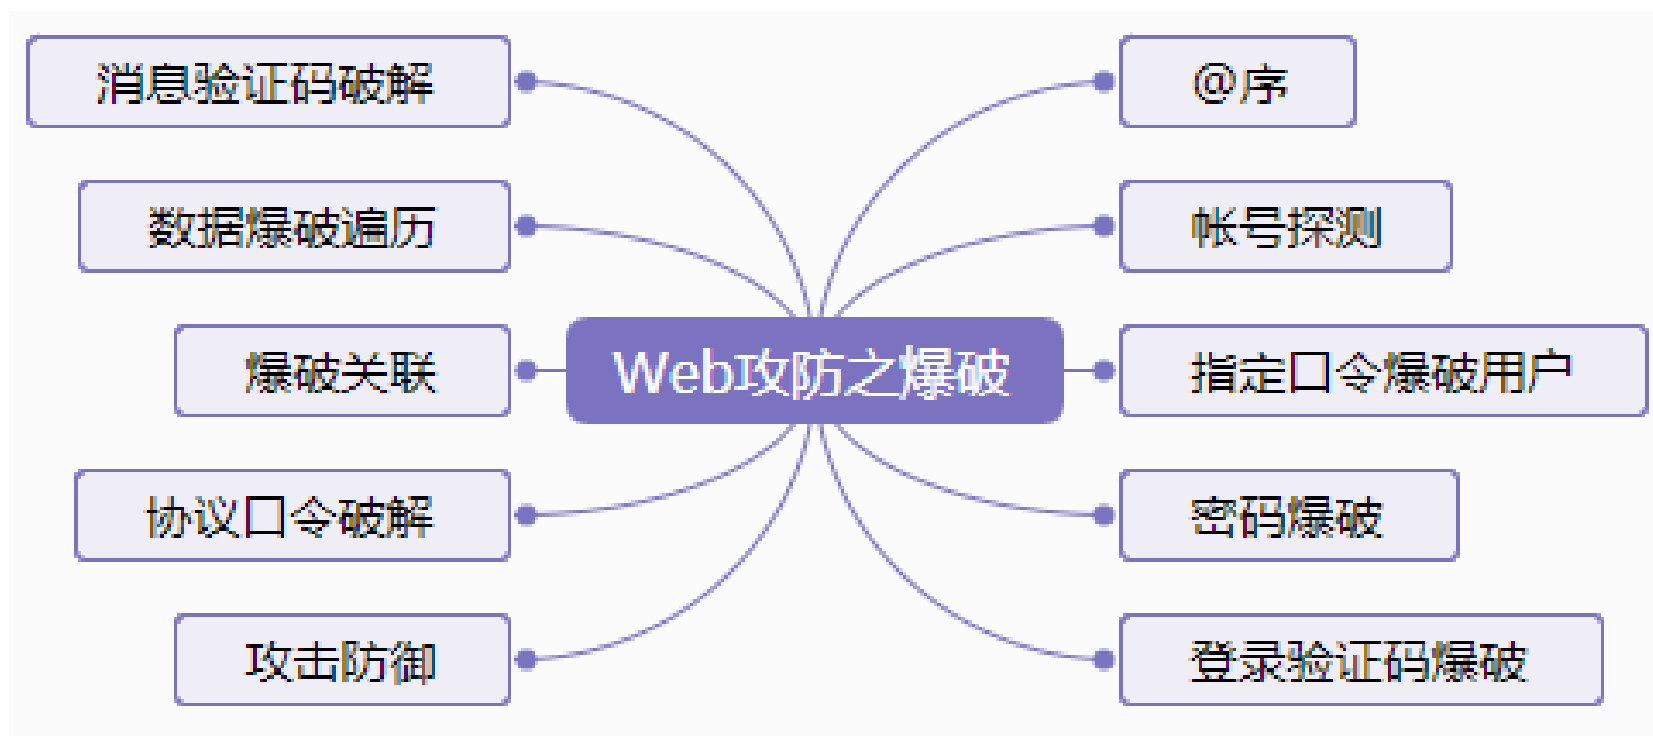 消息验证码破解
@序
数据爆破遍历
帐号探测
爆破关联
Web攻防之爆破
指定口令爆破用户
协议口令破解
密码爆破
攻击防御
登录验证码爆破